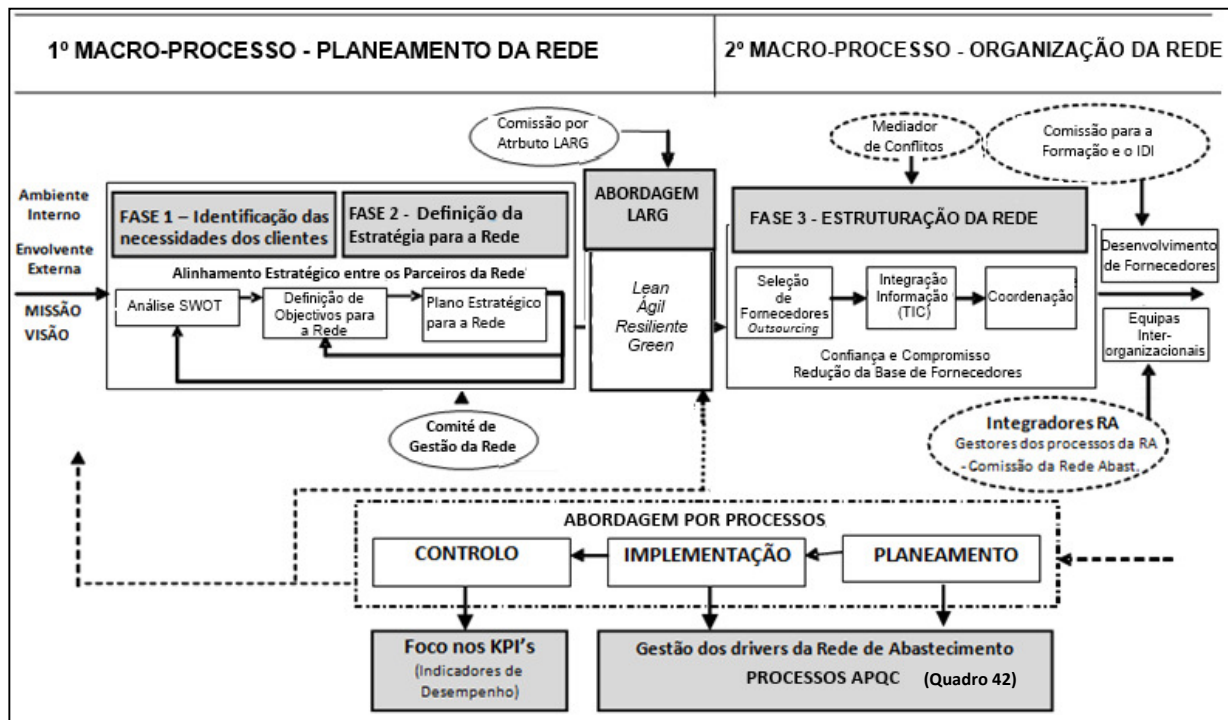 1º MACRO-PROCESSO - PLANEAMENTO DA REDE
2º MACRO-PROCESSO - ORGANIZAÇÃO DA REDE
Comissão por
Atrbuto LARG
Mediador
de Conflitos
Comissão para a
Formação e o IDI
Ambiente
Interno
Envolvente
Externa
MISSÃO
VISÃO
FASE 1 – Identificação das
necessidades dos clientes
FASE 2 - Definição da
Estratégia para a Rede
Alinhamento Estratégico entre os Parceiros da Rede
Análise SWOT
Definição de
Objectivos para
a Rede
Plano Estratégico
para a Rede
Comité de
Gestão da Rede
ABORDAGEM
LARG
Lean
Ágil
Resiliente
Green
FASE 3 - ESTRUTURAÇÃO DA REDE
Seleção
de
Fornecedores
Outsourcing
Integração
Informação
(TIC)
Coordenação
Confiança e Compromisso
Redução da Base de Fornecedores
Desenvolvimento
de Fornecedores
Equipas
Inter-
organizacionais
Integradores RA
Gestores dos processos da RA
- Comissão da Rede Abast.
ABORDAGEM POR PROCESSOS
CONTROLO
IMPLEMENTAÇÃO
PLANEAMENTO
Foco nos KPI's
(Indicadores de
Desempenho)
Gestão dos drivers da Rede de Abastecimento
PROCESSOS APQC (Quadro 42)